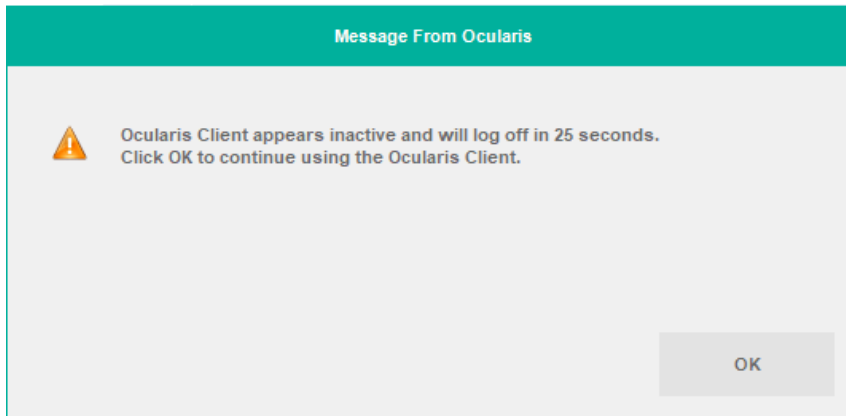 Message From Ocularis
Ocularis Client appears inactive and will log off in 25 seconds.
Click OK to continue using the Ocularis Client.
OK